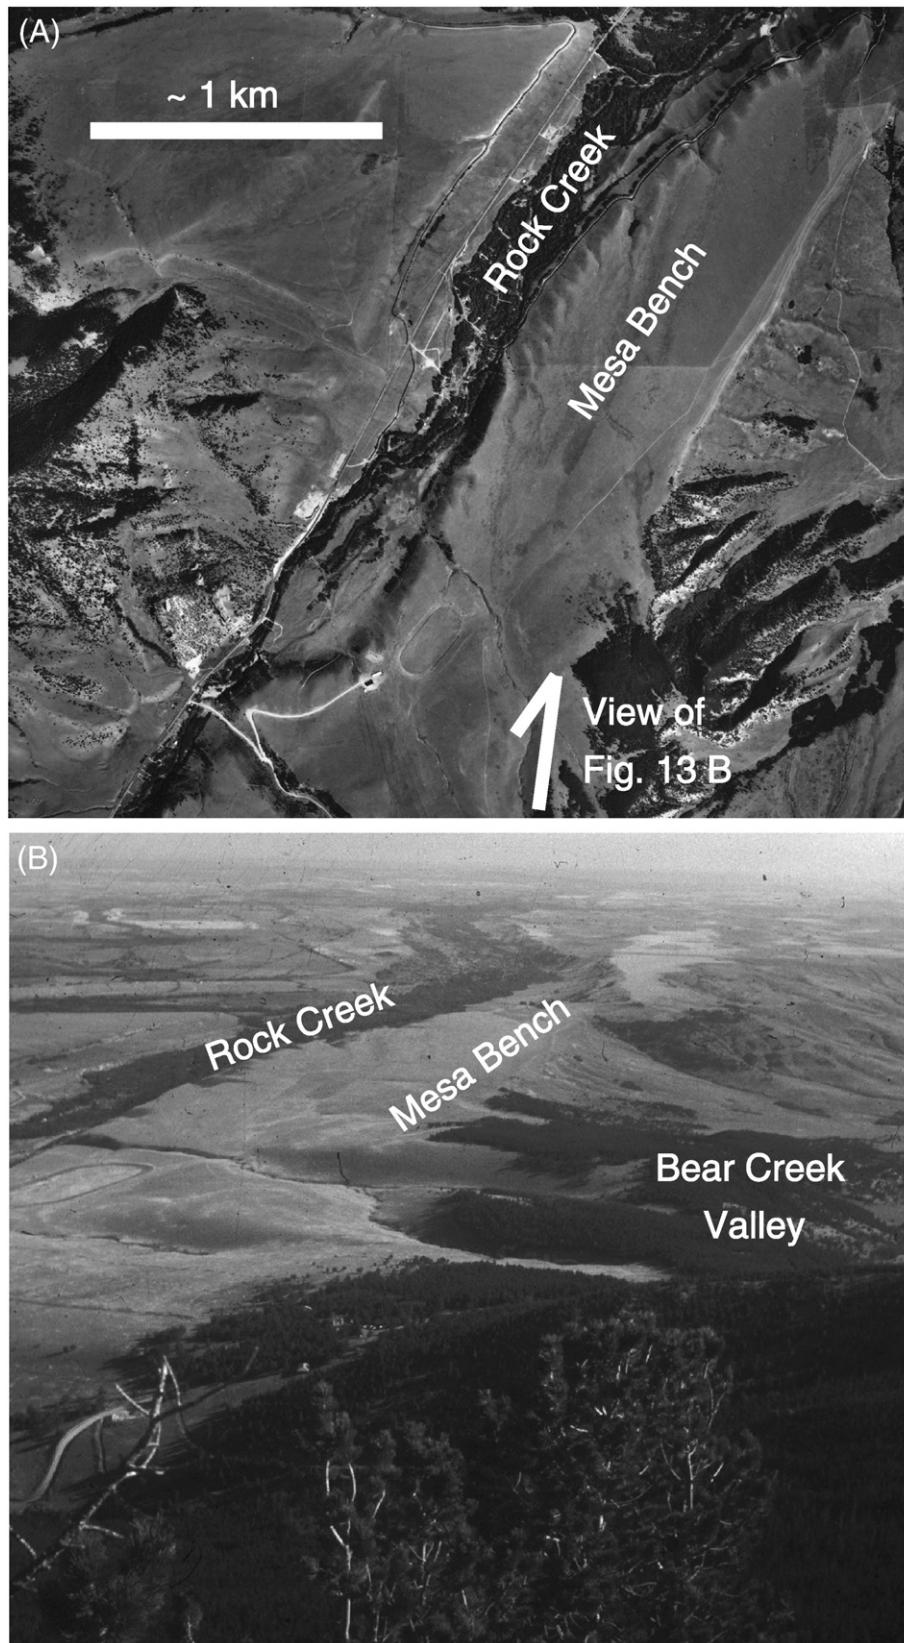 (A)
~ 1 km
Rock Creek
Mesa Bench
View of
Fig. 13 B
(B)
Rock Creek
Mesa Bench
Bear Creek
Valley